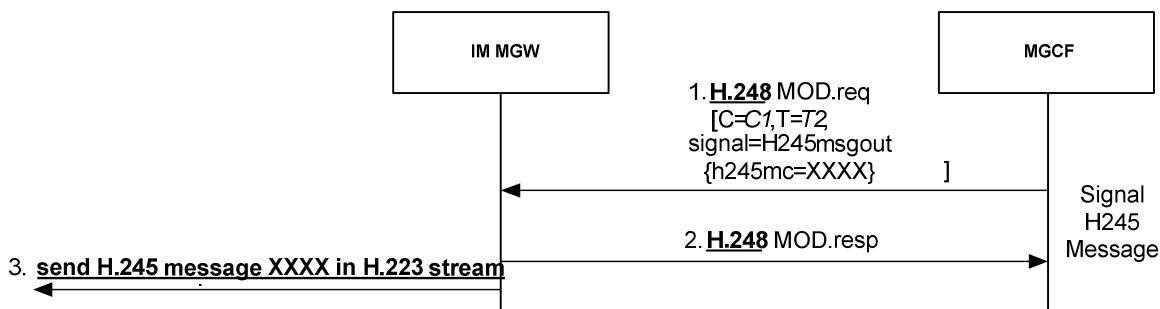 IM MGW
MGCF
1. H.248 MOD.req
[C=C1,T=T2,
signal=H245msgout
{h245mc=XXXX} ]
Signal
H245
Message
2. H.248 MOD.resp
3. send H.245 message XXXX in H.223 stream